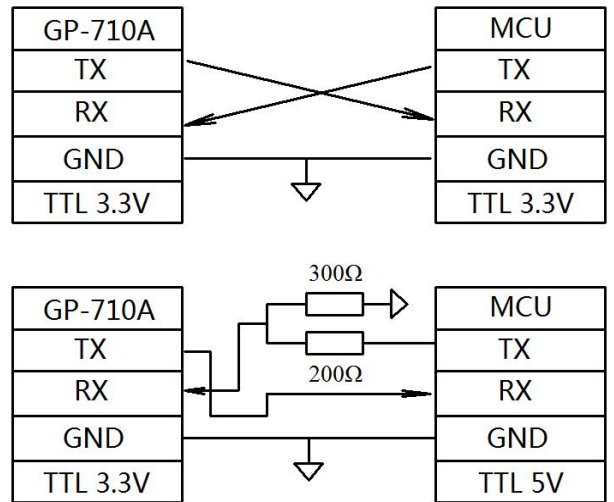 GP-710A MCU
TX TX
RX RX
GND GND
TTL 3.3V TTL 3.3V
300Ω
GP-710A MCU
TX TX
200Ω
RX RX
GND GND
TTL 3.3V TTL 5V